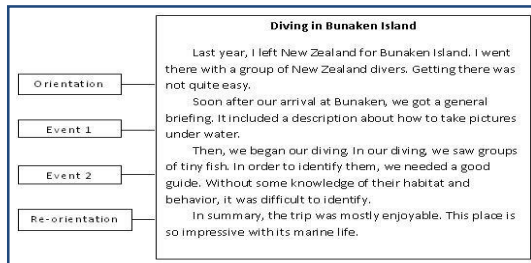 Diving in Bunaken Island
Last year, I left New Zealand for Bunaken Island. I went
there with a group of New Zealand divers. Getting there was
not quite easy.
Soon after our arrival at Bunaken, we got a general
briefing. It included a description about how to take pictures
under water.
Then, we began our diving. In our diving, we saw groups
of tiny fish. In order to identify them, we needed a good
guide. Without some knowledge of their habitat and
behavior, it was difficult to identify.
In summary, the trip was mostly enjoyable. This place is
so impressive with its marine life.
Orientation
Event 1
Event 2
Re-orientation